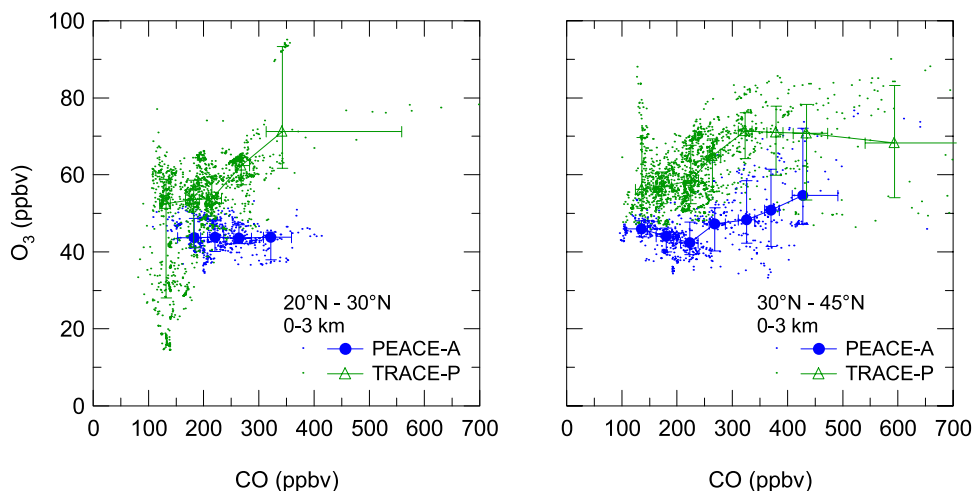 O₃ (ppbv)
100
80
60
40
20
0
20°N - 30°N
0-3 km
PEACE-A
TRACE-P
0 100 200 300 400 500 600 700
CO (ppbv)
30°N - 45°N
0-3 km
PEACE-A
TRACE-P
0 100 200 300 400 500 600 700
CO (ppbv)